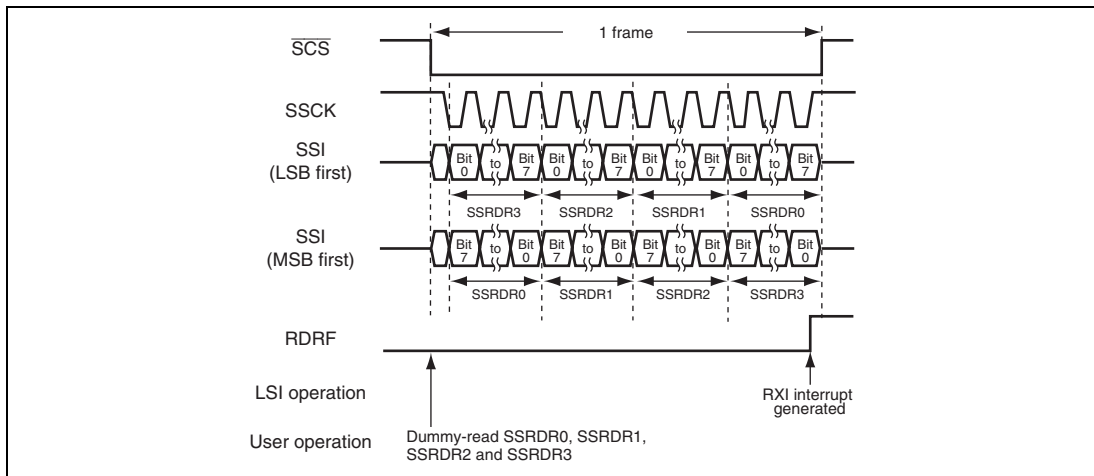 1 frame
SCS
SSCK
SSI
(LSB first)
Bit 0 to Bit 7 Bit 0 to Bit 7 Bit 0 to Bit 7 Bit 0 to Bit 7
SSRDR3 SSRDR2 SSRDR1 SSRDR0
SSI
(MSB first)
Bit 7 to Bit 0 Bit 7 to Bit 0 Bit 7 to Bit 0 Bit 7 to Bit 0
SSRDR0 SSRDR1 SSRDR2 SSRDR3
RDRF
LSI operation
RXI interrupt
generated
User operation
Dummy-read SSRDR0, SSRDR1,
SSRDR2 and SSRDR3